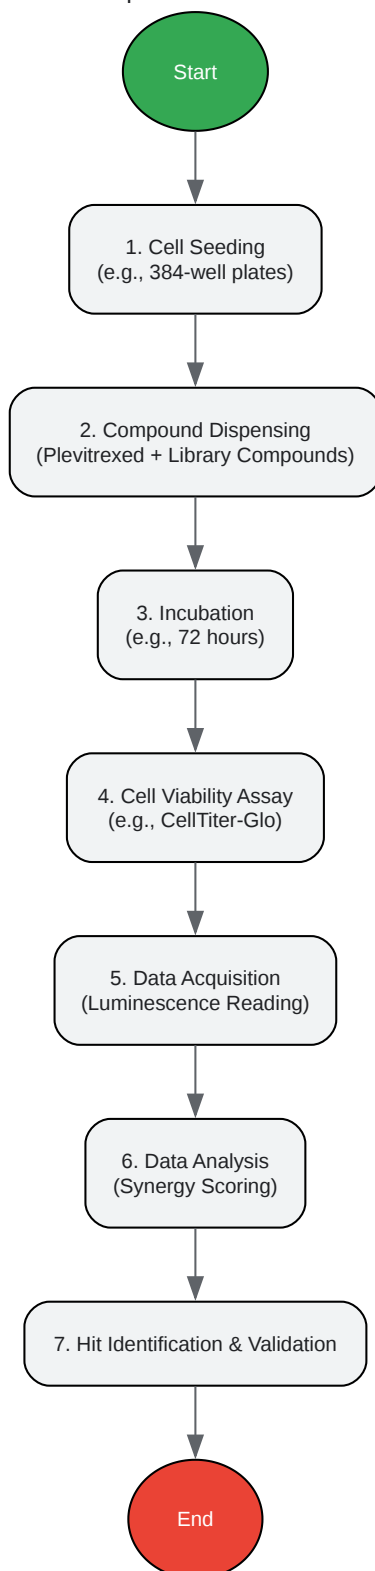 Start
1. Cell Seeding
(e.g., 384-well plates)
2. Compound Dispensing
(Plevitrexed + Library Compounds)
3. Incubation
(e.g., 72 hours)
4. Cell Viability Assay
(e.g., CellTiter-Glo)
5. Data Acquisition
(Luminescence Reading)
6. Data Analysis
(Synergy Scoring)
7. Hit Identification & Validation
End